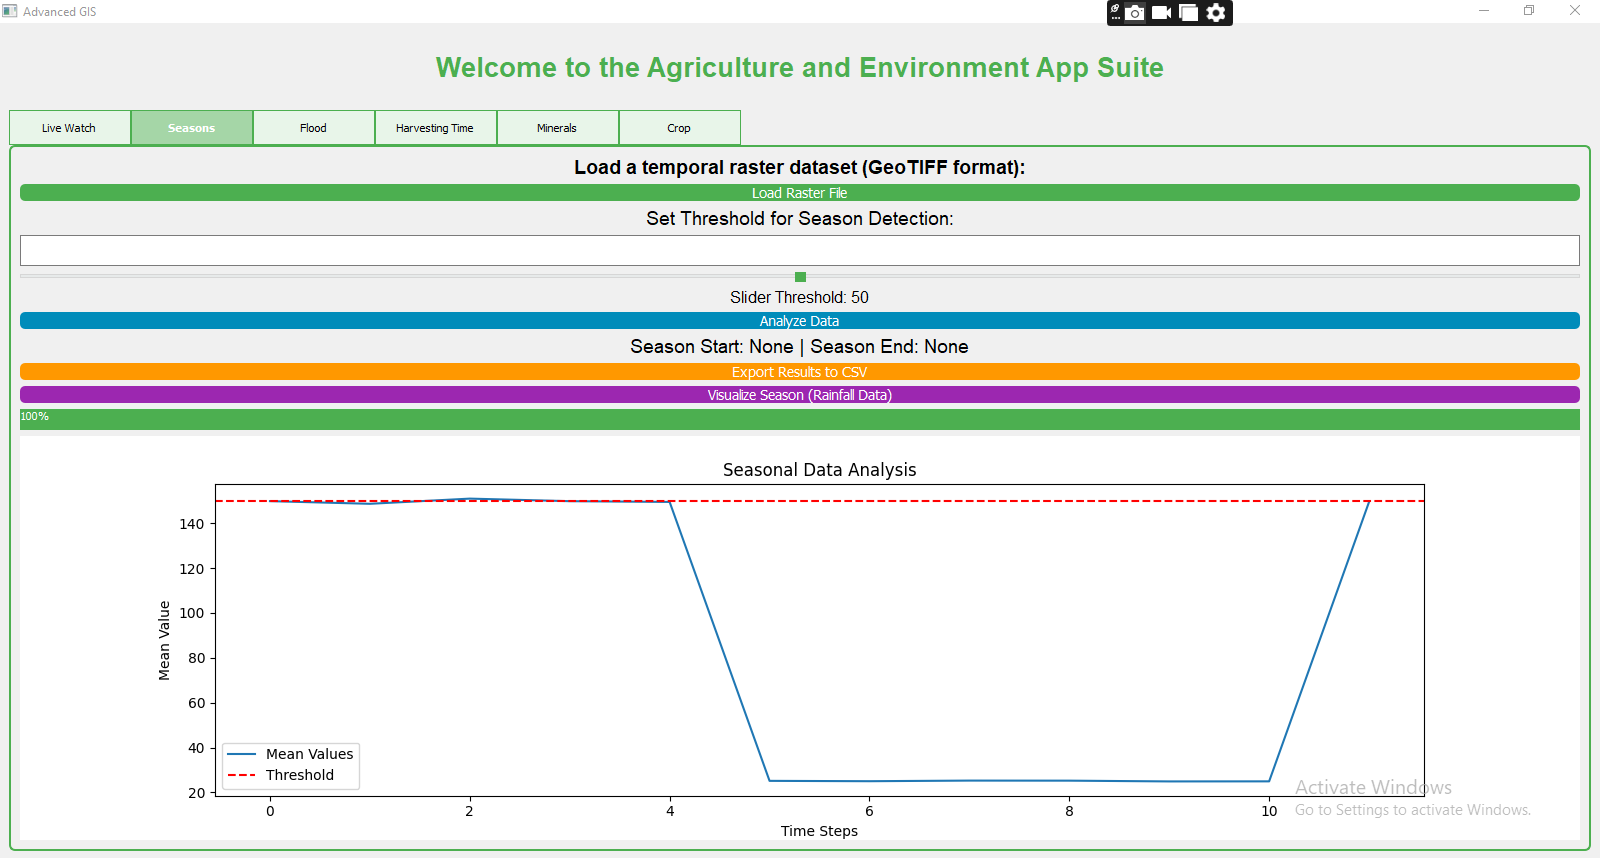 Advanced GIS
Welcome to the Agriculture and Environment App Suite
Live Watch
Seasons
Flood
Harvesting Time
Minerals
Crop
Load a temporal raster dataset (GeoTIFF format):
Load Raster File
Set Threshold for Season Detection:
Slider Threshold: 50
Analyze Data
Season Start: None | Season End: None
Export Results to CSV
Visualize Season (Rainfall Data)
100%
Seasonal Data Analysis
Mean Value
140
120
100
80
60
40
20
Mean Values
Threshold
0
2
4
6
8
10
Time Steps
Activate Windows
Go to Settings to activate Windows.